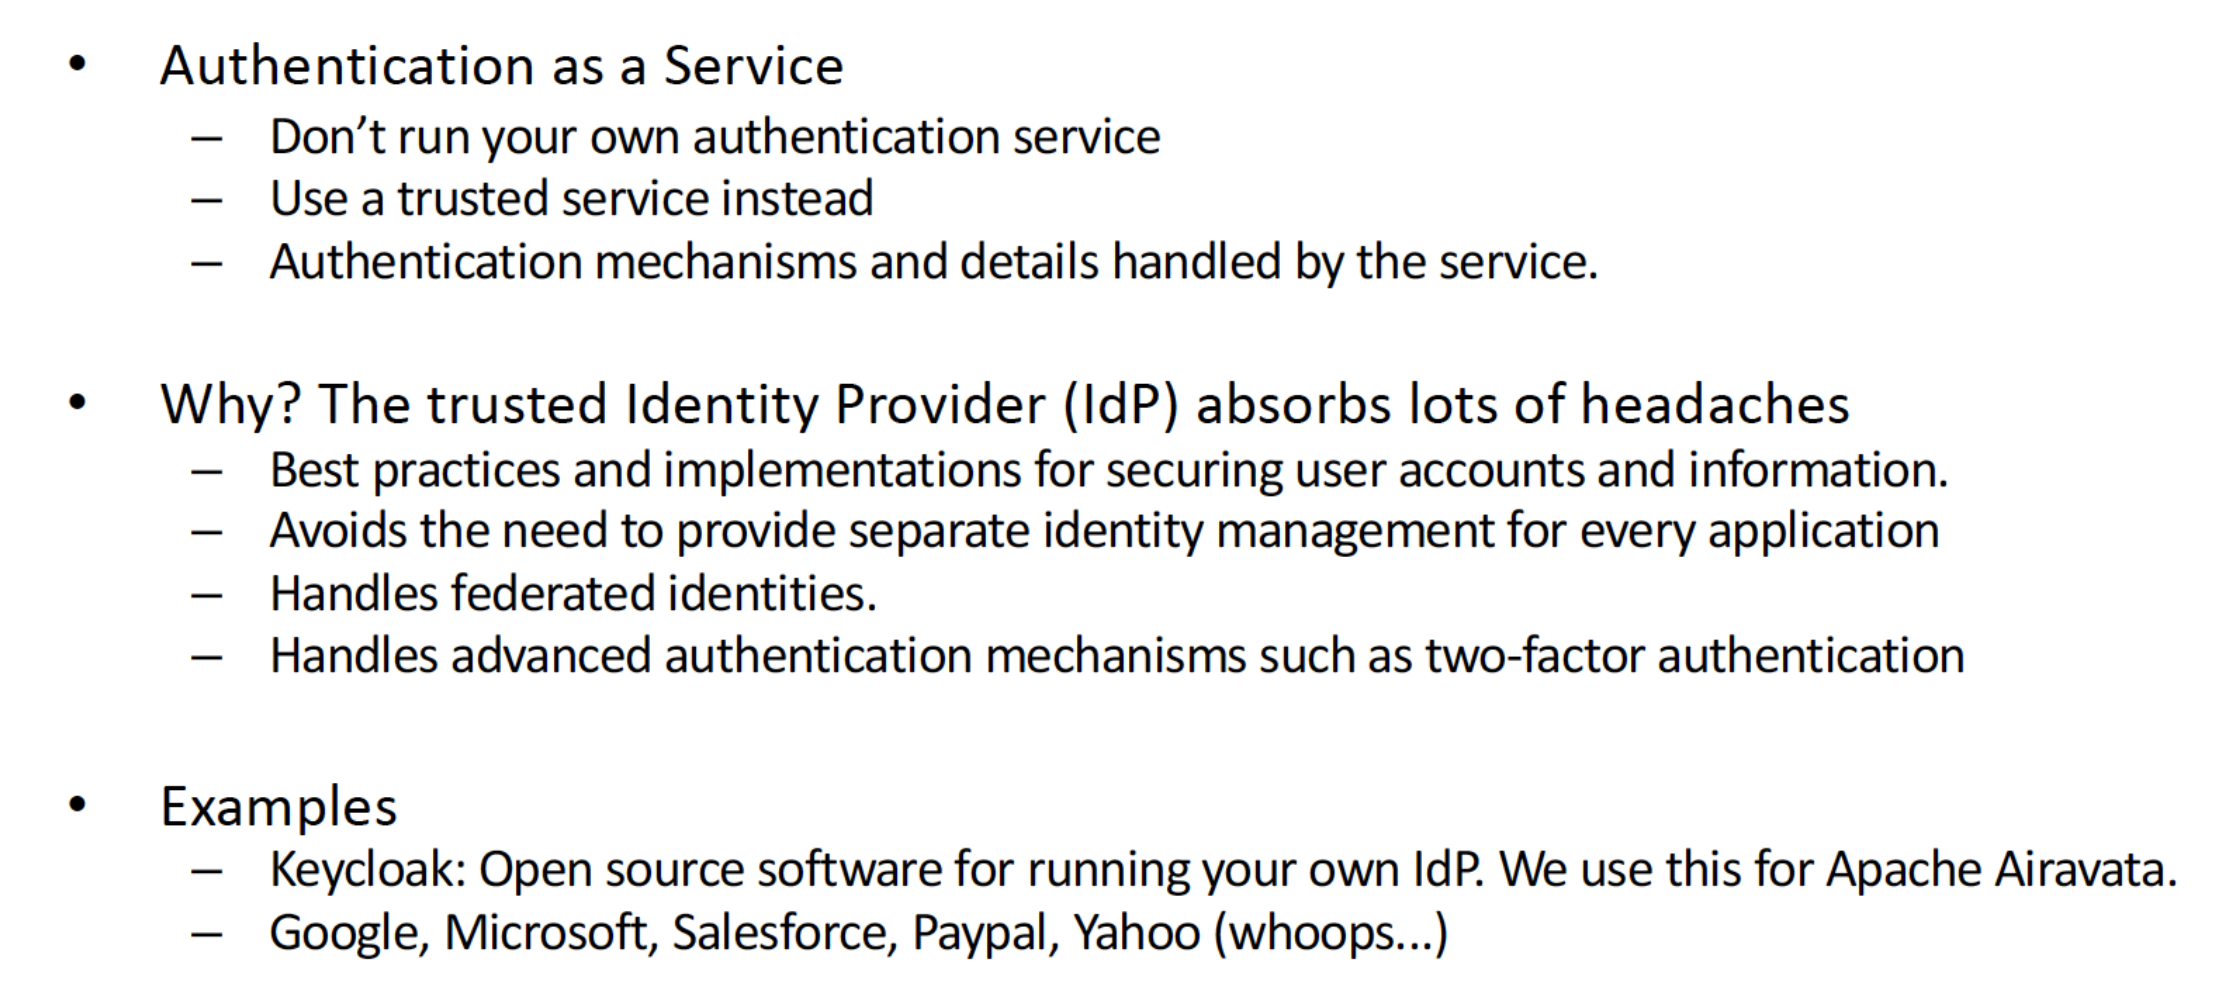 • Authentication as a Service
– Don’t run your own authentication service
– Use a trusted service instead
– Authentication mechanisms and details handled by the service.
• Why? The trusted Identity Provider (IdP) absorbs lots of headaches
– Best practices and implementations for securing user accounts and information.
– Avoids the need to provide separate identity management for every application
– Handles federated identities.
– Handles advanced authentication mechanisms such as two-factor authentication
• Examples
– Keycloak: Open source software for running your own IdP. We use this for Apache Airavata.
– Google, Microsoft, Salesforce, Paypal, Yahoo (whoops...)